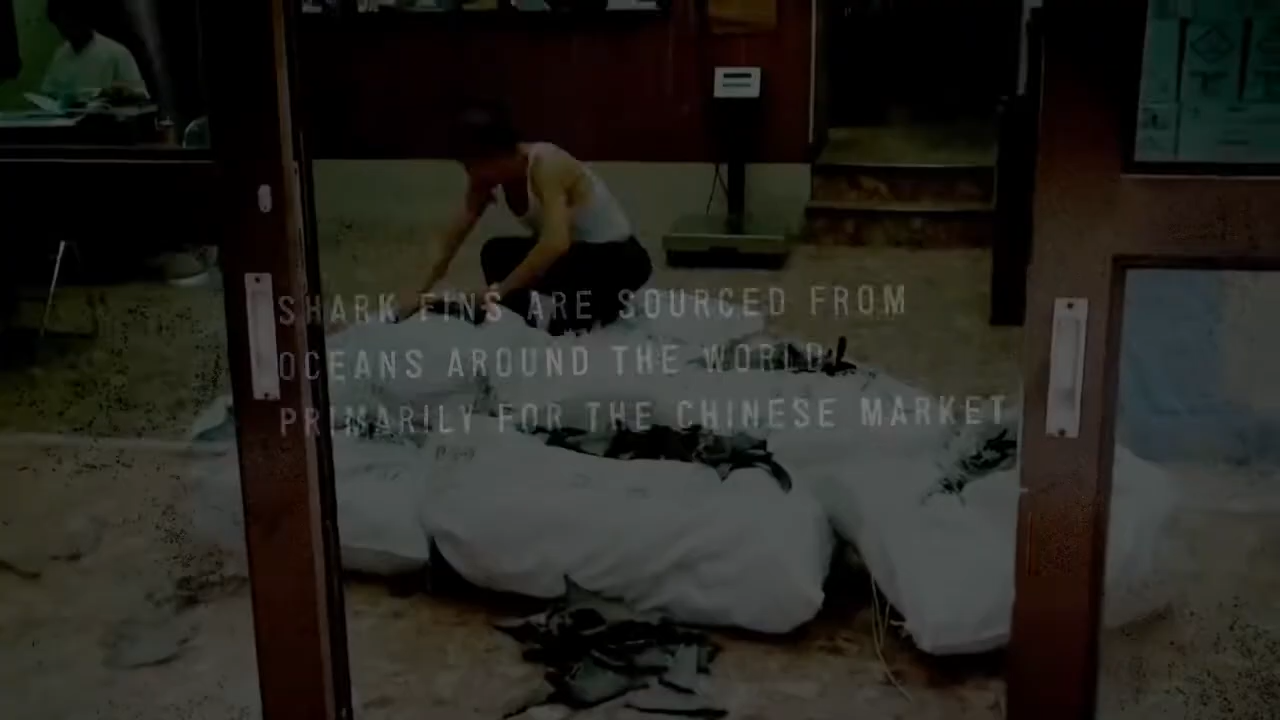 SHARK FINS ARE SOURCED FROM
OCEANS AROUND THE WORLD,
PRIMARILY FOR THE CHINESE MARKET